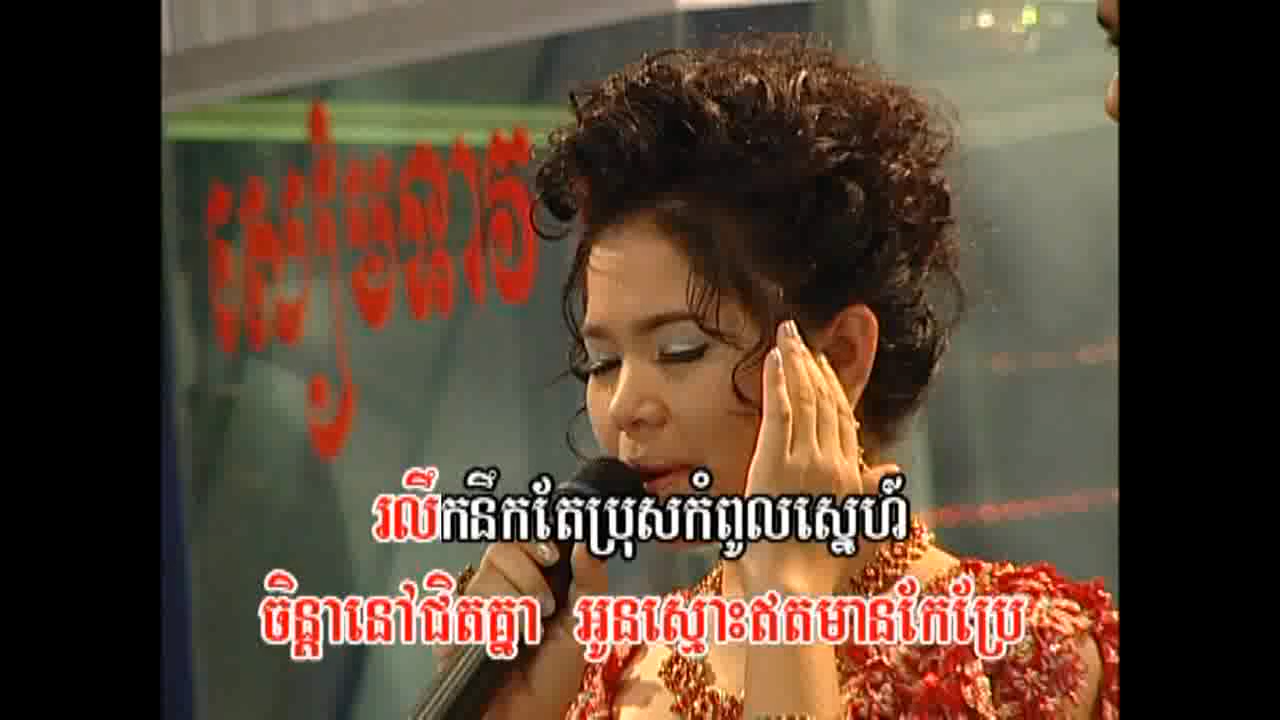 រលឹកនឹកតែប្រុសកំពូលស្នេហ៍
ចិន្តានៅជិតគ្នា អូនស្មោះឥតមានកែប្រែ